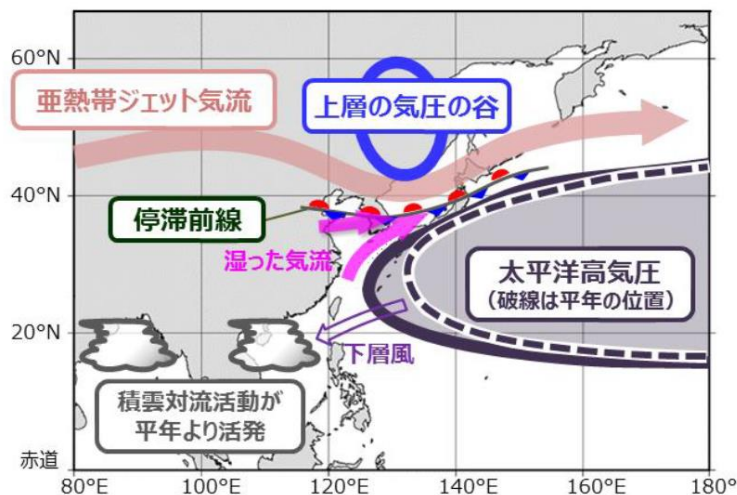 60°N
亜熱帯ジェット気流
上層の気圧の谷
40°N
停滞前線
湿った気流
太平洋高気圧
(破線は平年の位置)
20°N
下層風
積雲対流活動が
平年より活発
赤道
80°E
100°E
120°E
140°E
160°E
180°